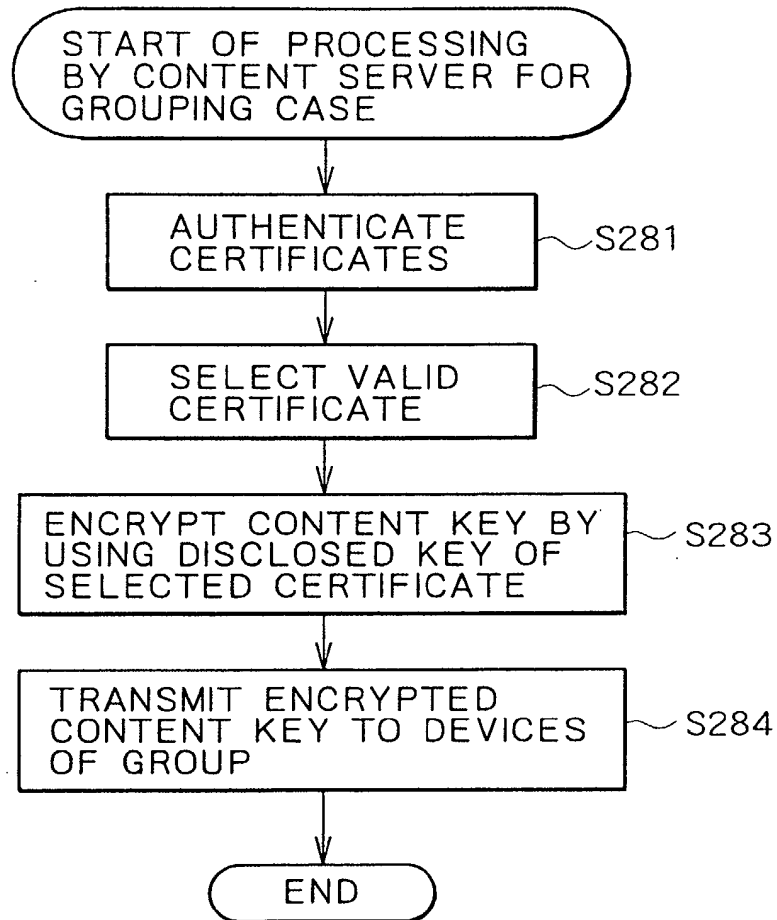 START OF PROCESSING
BY CONTENT SERVER FOR
GROUPING CASE
AUTHENTICATE
CERTIFICATES
S281
SELECT VALID
CERTIFICATE
S282
ENCRYPT CONTENT KEY BY
USING DISCLOSED KEY OF
SELECTED CERTIFICATE
S283
TRANSMIT ENCRYPTED
CONTENT KEY TO DEVICES
OF GROUP
S284
END